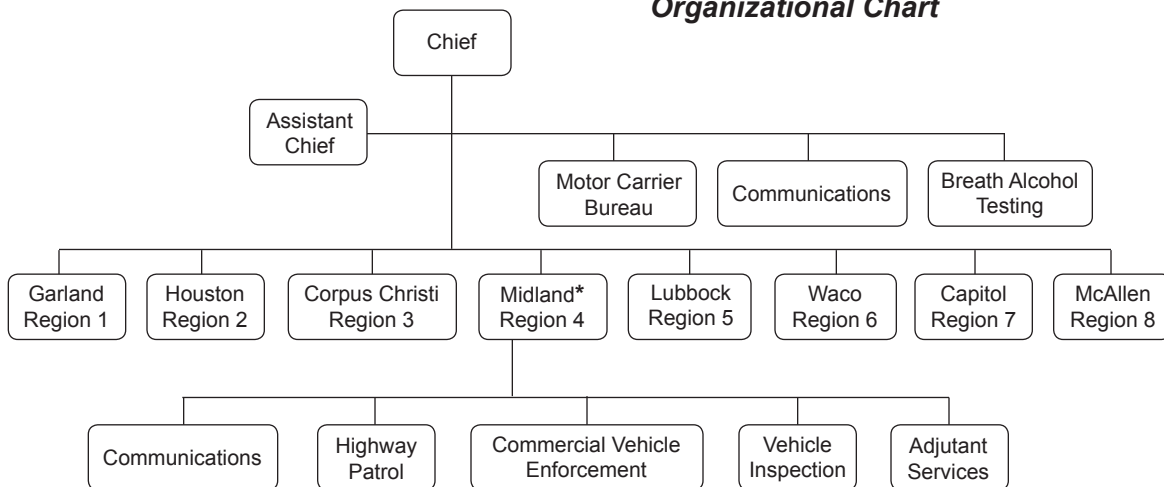 Organizational Chart
Chief
Assistant
Chief
Motor Carrier
Bureau
Communications
Breath Alcohol
Testing
Garland
Region 1
Houston
Region 2
Corpus Christi
Region 3
Midland*
Region 4
Lubbock
Region 5
Waco
Region 6
Capitol
Region 7
McAllen
Region 8
Communications
Highway
Patrol
Commercial Vehicle
Enforcement
Vehicle
Inspection
Adjutant
Services